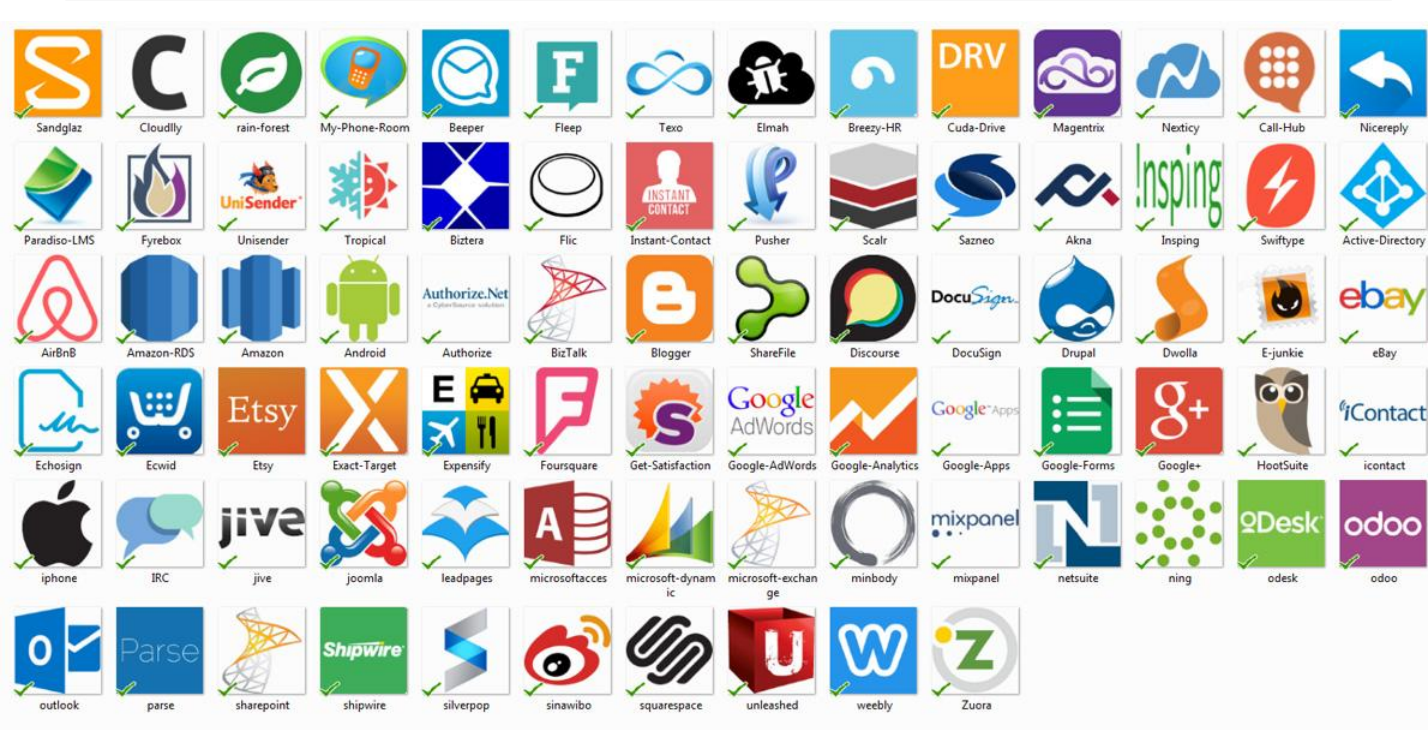 DRV
Sandglaz Cloudlly rain-forest My-Phone-Room Beeper Fleep Texo Elmah Breezy-HR Cuda-Drive Magentrix Nexticy Call-Hub Nicereply
UniSender
INSTANT
CONTACT
!nsping
Paradiso-LMS Fyrebox Unisender Tropical Biztera Flic Instant-Contact Pusher Scalr Sazneo Akna Insping Swiftype Active-Directory
Authorize.Net
a CyberSource solution
DocuSign
ebay
AirBnB Amazon-RDS Amazon Android Authorize BizTalk Blogger ShareFile Discourse DocuSign Drupal Dwolla E-junkie eBay
Etsy
E
Google
AdWords
Google Apps
g+
iContact
Echosign Ecwid Etsy Exact-Target Expensify Foursquare Get-Satisfaction Google-AdWords Google-Analytics Google-Apps Google-Forms Google+ HootSuite icontact
jive
A
mixpanel
N
oDesk
odoo
iphone IRC jive joomla leadpages microsoftacces microsoft-dynam
ic microsoft-exchan
ge minbody mixpanel netsuite ning odesk odoo
o
Parse
Shipwire
U
w
Z
outlook parse sharepoint shipwire silverpop sinawibo squarespace unleashed weebly Zuora